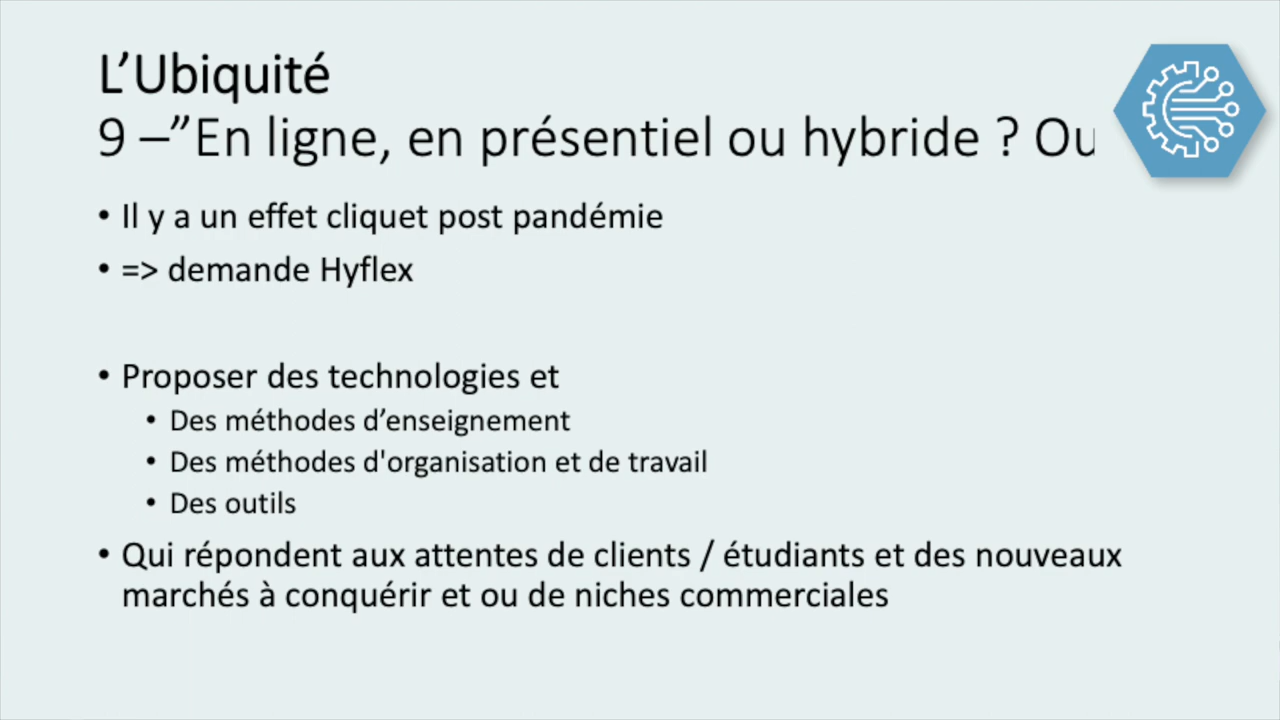 L’Ubiquité
9 –”En ligne, en présentiel ou hybride ? Ou
• Il y a un effet cliquet post pandémie
• => demande Hyflex
• Proposer des technologies et
• Des méthodes d’enseignement
• Des méthodes d'organisation et de travail
• Des outils
• Qui répondent aux attentes de clients / étudiants et des nouveaux
marchés à conquérir et ou de niches commerciales